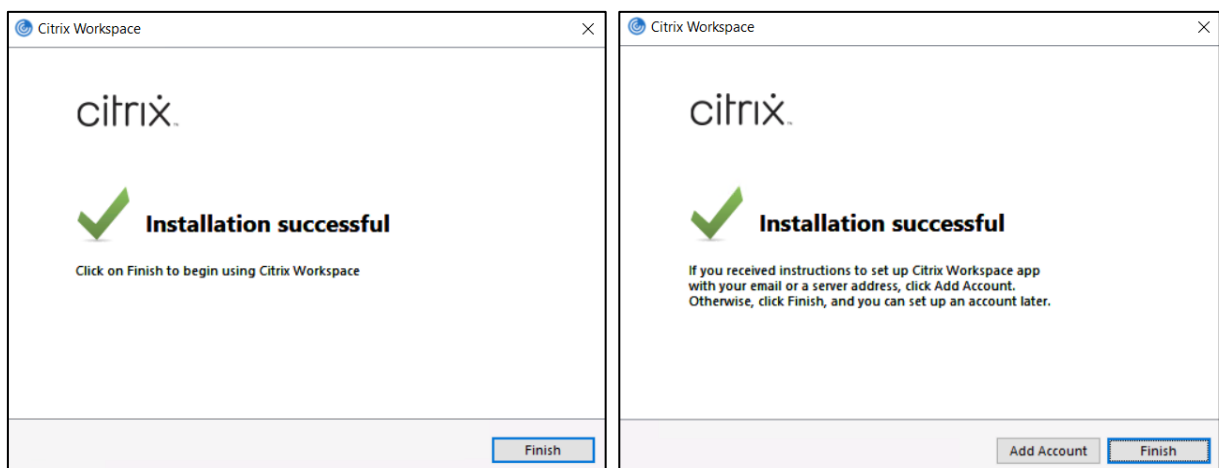 Citrix Workspace
citrix™
Installation successful
Click on Finish to begin using Citrix Workspace
Finish
Citrix Workspace
citrix™
Installation successful
If you received instructions to set up Citrix Workspace app
with your email or a server address, click Add Account.
Otherwise, click Finish, and you can set up an account later.
Add Account
Finish